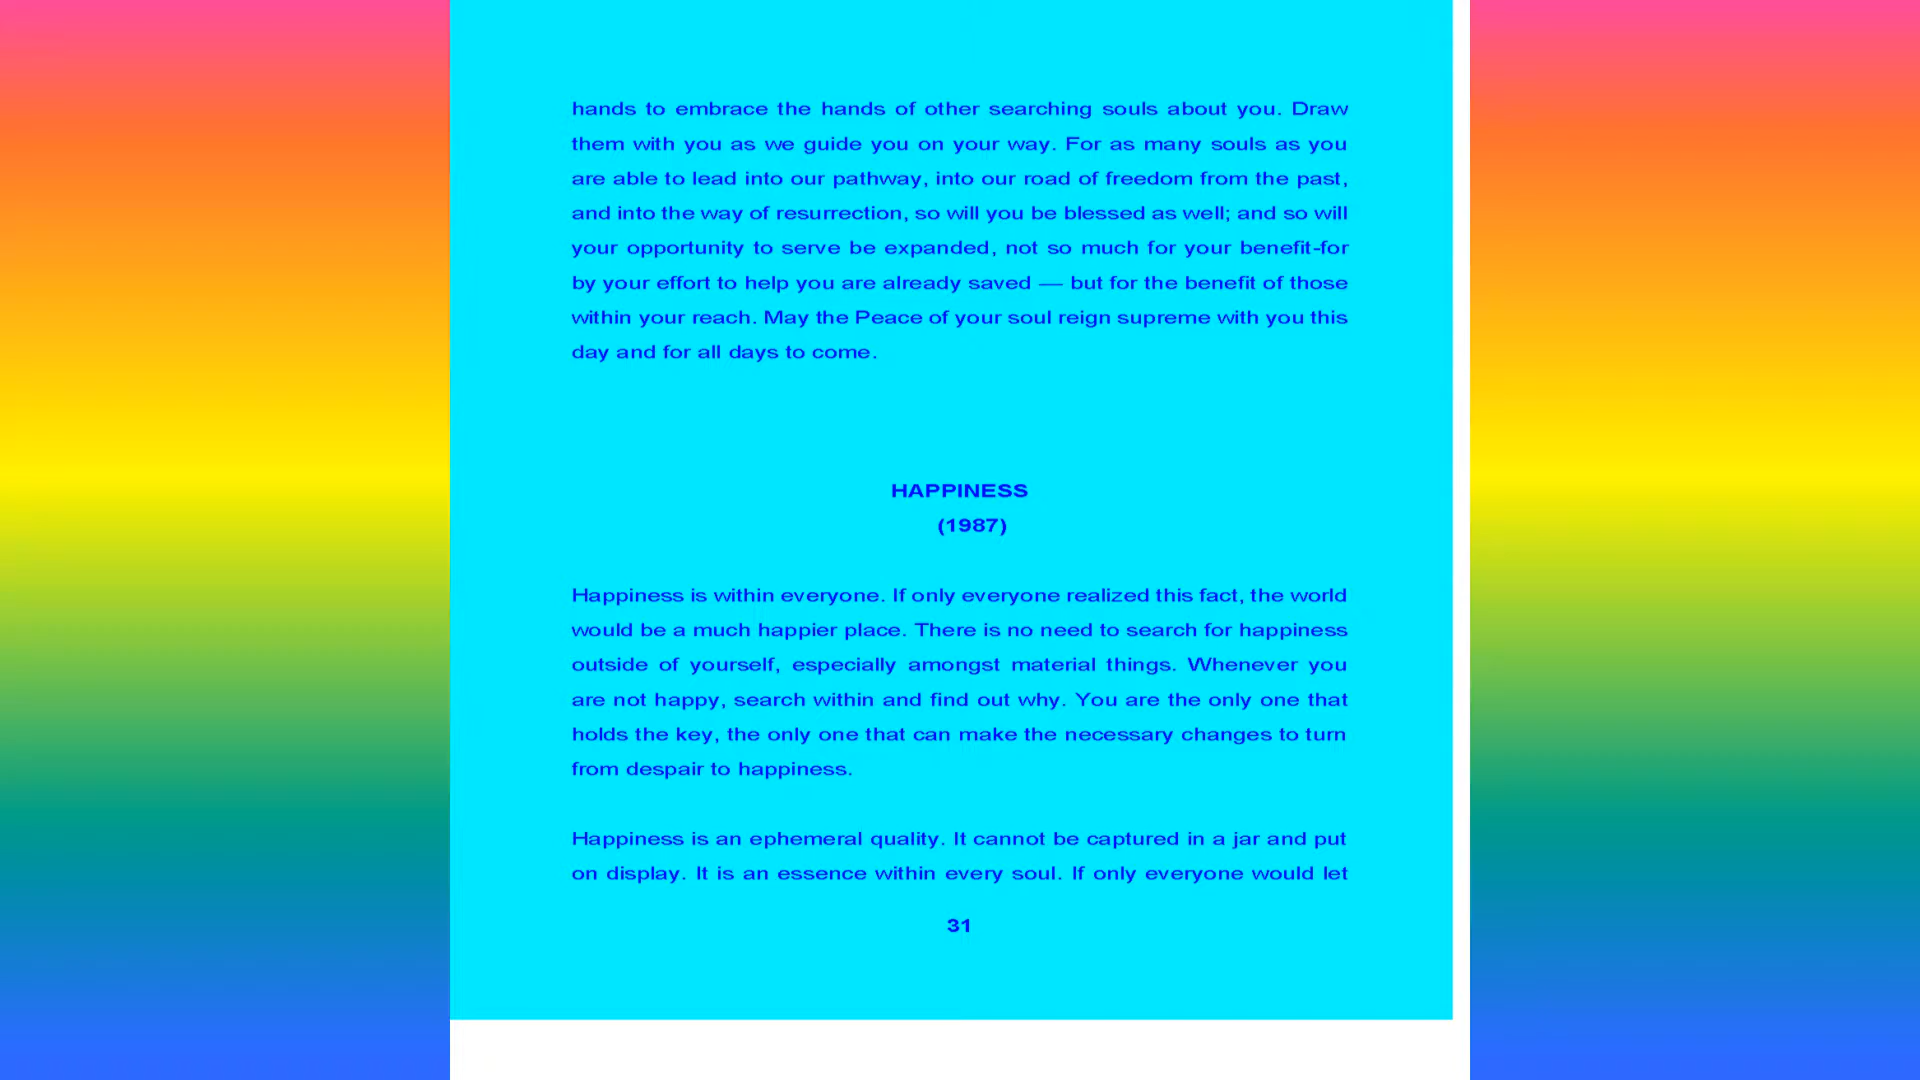 hands to embrace the hands of other searching souls about you. Draw
them with you as we guide you on your way. For as many souls as you
are able to lead into our pathway, into our road of freedom from the past,
and into the way of resurrection, so will you be blessed as well; and so will
your opportunity to serve be expanded, not so much for your benefit-for
by your effort to help you are already saved — but for the benefit of those
within your reach. May the Peace of your soul reign supreme with you this
day and for all days to come.
HAPPINESS
(1987)
Happiness is within everyone. If only everyone realized this fact, the world
would be a much happier place. There is no need to search for happiness
outside of yourself, especially amongst material things. Whenever you
are not happy, search within and find out why. You are the only one that
holds the key, the only one that can make the necessary changes to turn
from despair to happiness.
Happiness is an ephemeral quality. It cannot be captured in a jar and put
on display. It is an essence within every soul. If only everyone would let
31